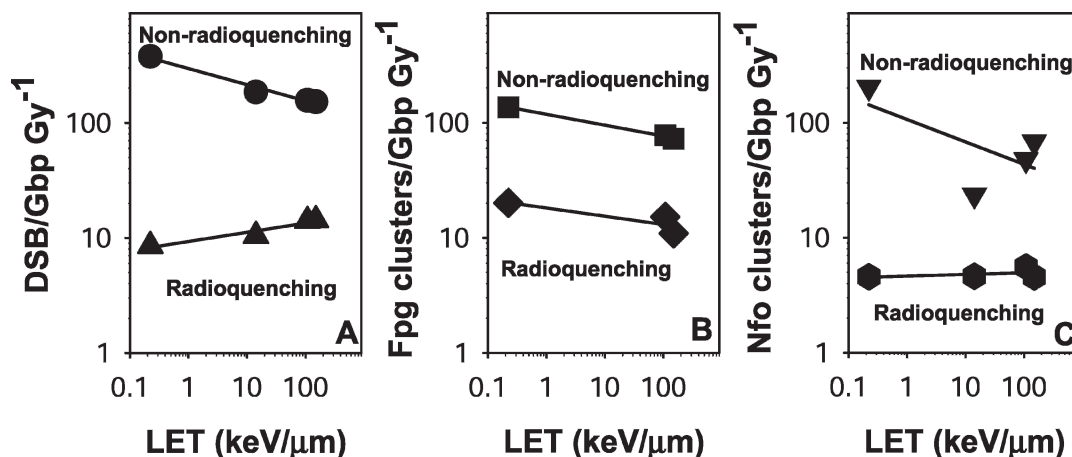 DSB/Gbp Gy-1
100
10
1
Non-radioquenching
Radioquenching
A
0.1 1 10 100
LET (keV/μm)
Fpg clusters/Gbp Gy-1
100
10
1
Non-radioquenching
Radioquenching
B
0.1 1 10 100
LET (keV/μm)
Nfo clusters/Gbp Gy-1
100
10
1
Non-radioquenching
Radioquenching
C
0.1 1 10 100
LET (keV/μm)